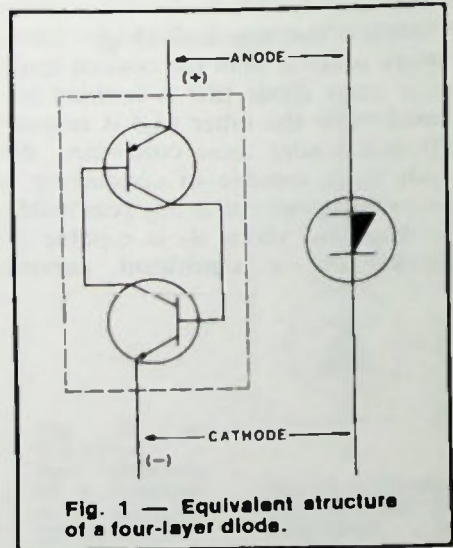 ANODE
(+)
CATHODE
(—)
Fig. 1 — Equivalent structure
of a four-layer diode.